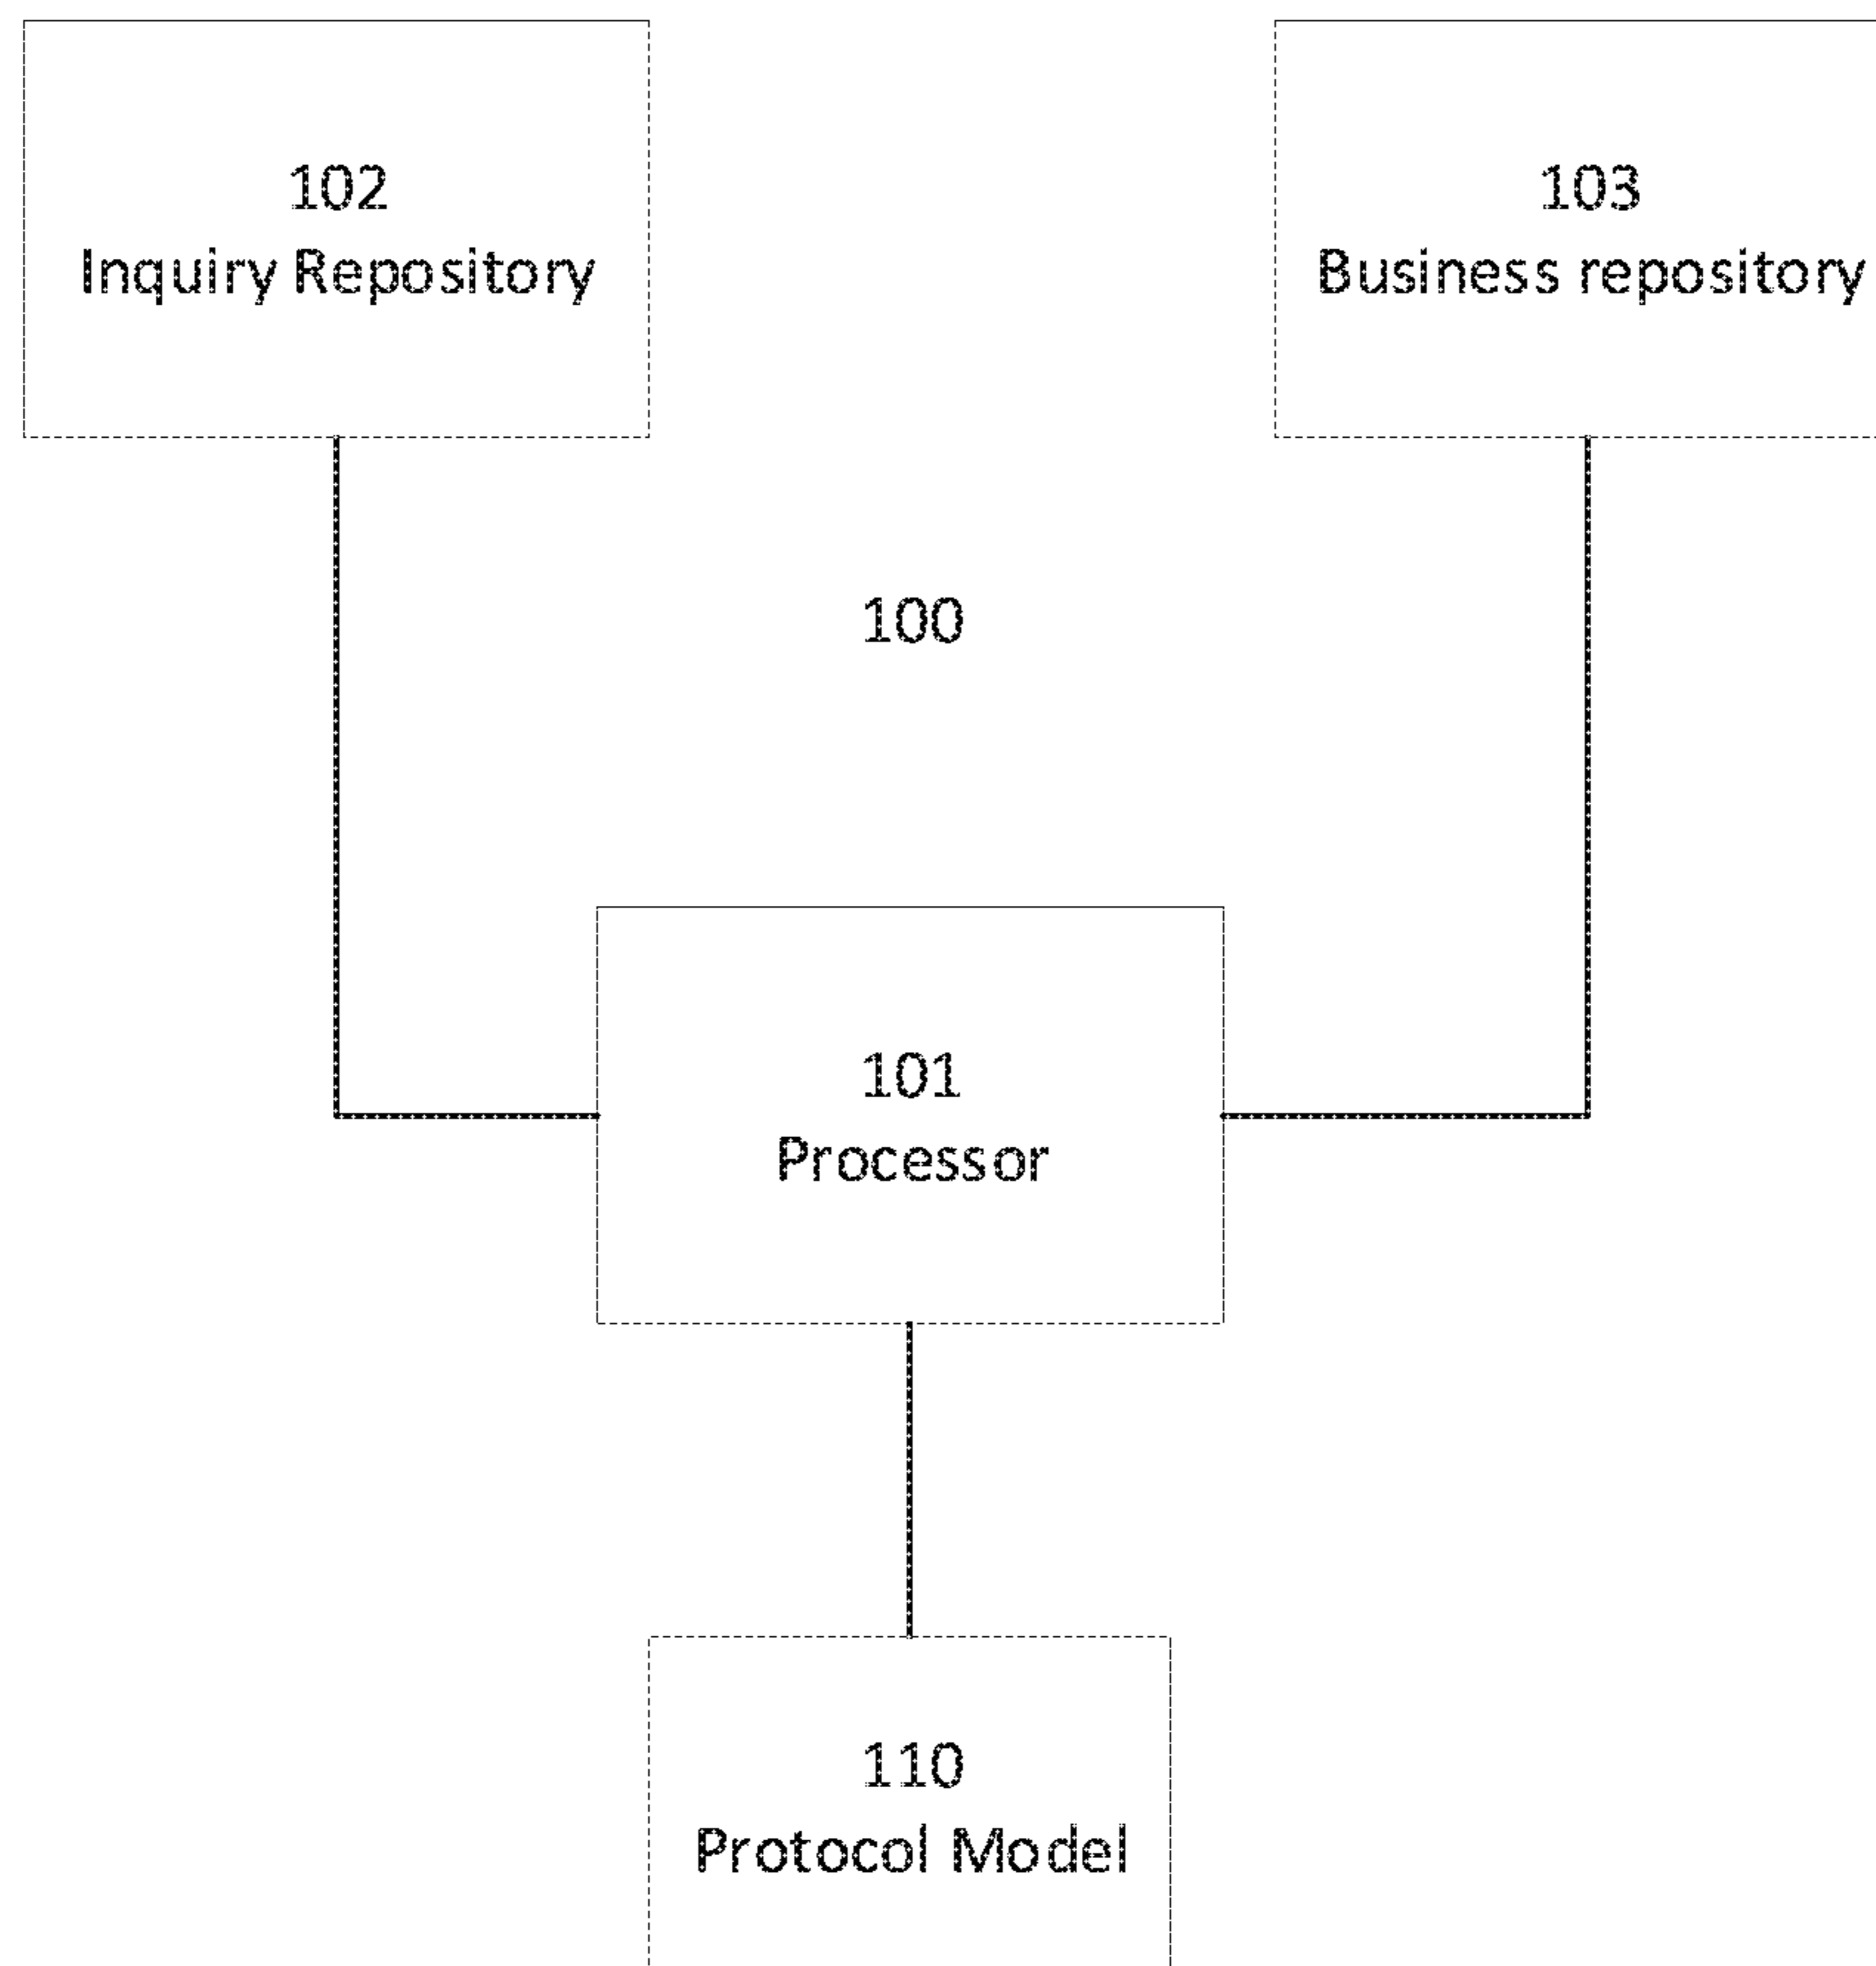 102
Inquiry Repository
103
Business repository
100
101
Processor
110
Protocol Model